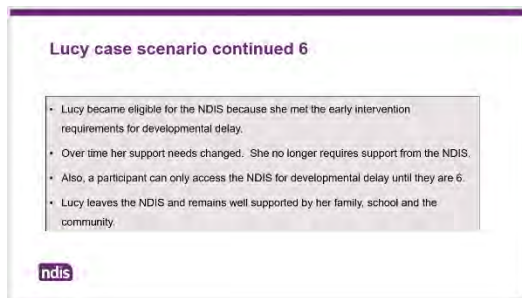 Lucy case scenario continued 6
• Lucy became eligible for the NDIS because she met the early intervention
requirements for developmental delay.
• Over time her support needs changed. She no longer requires support from the NDIS.
• Also, a participant can only access the NDIS for developmental delay until they are 6.
• Lucy leaves the NDIS and remains well supported by her family, school and the
community.
ndis